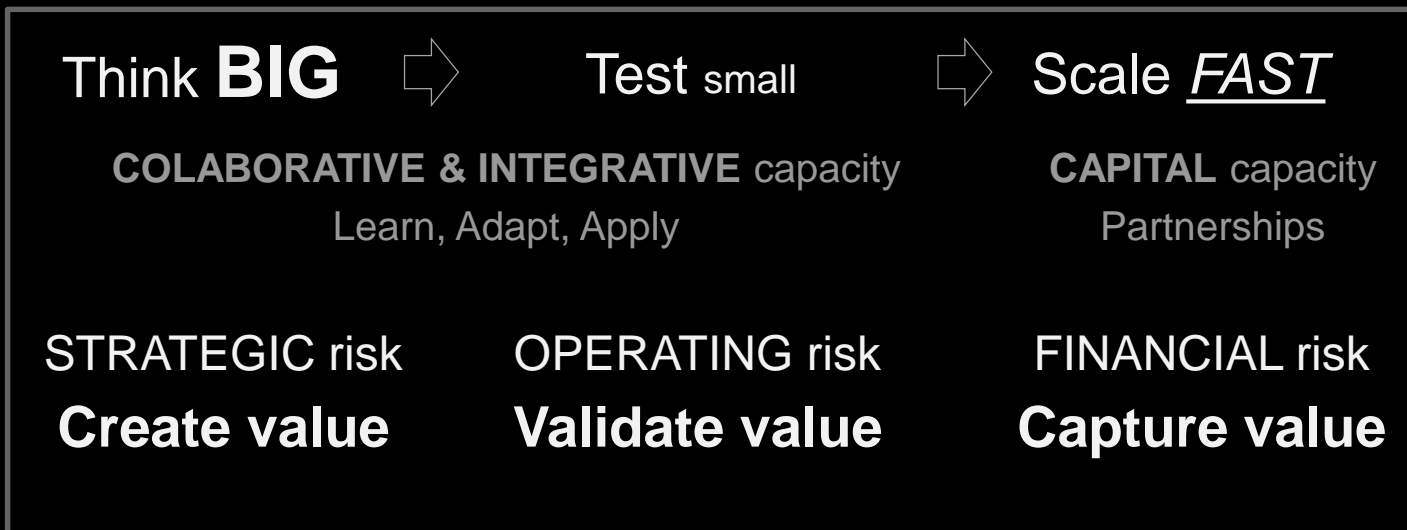 Think BIG Test small Scale FAST
COLABORATIVE & INTEGRATIVE capacity CAPITAL capacity
Learn, Adapt, Apply Partnerships
STRATEGIC risk OPERATING risk FINANCIAL risk
Create value Validate value Capture value